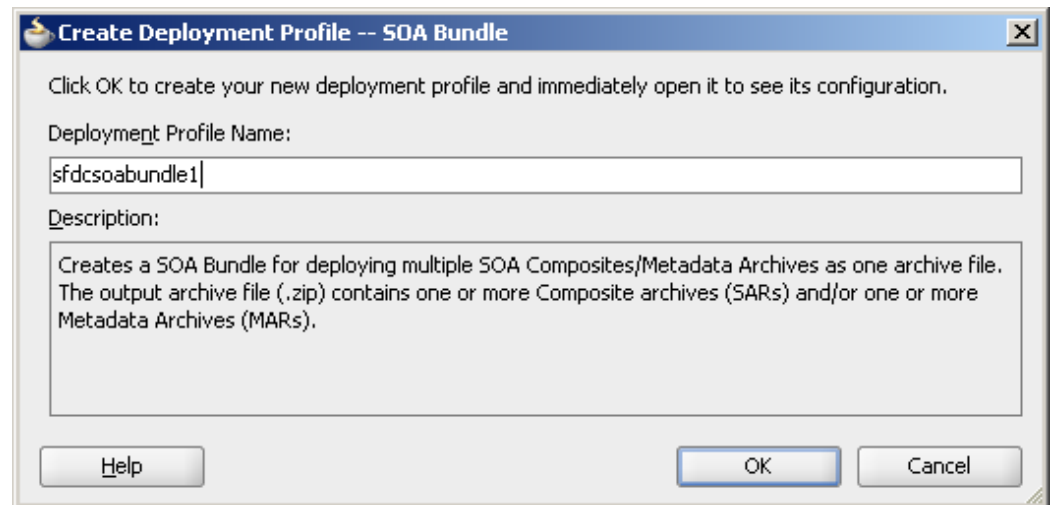 Create Deployment Profile -- SOA Bundle
Click OK to create your new deployment profile and immediately open it to see its configuration.
Deployment Profile Name:
sfdcsoabundle1
Description:
Creates a SOA Bundle for deploying multiple SOA Composites/Metadata Archives as one archive file.
The output archive file (.zip) contains one or more Composite archives (SARs) and/or one or more
Metadata Archives (MARs).
Help
OK
Cancel